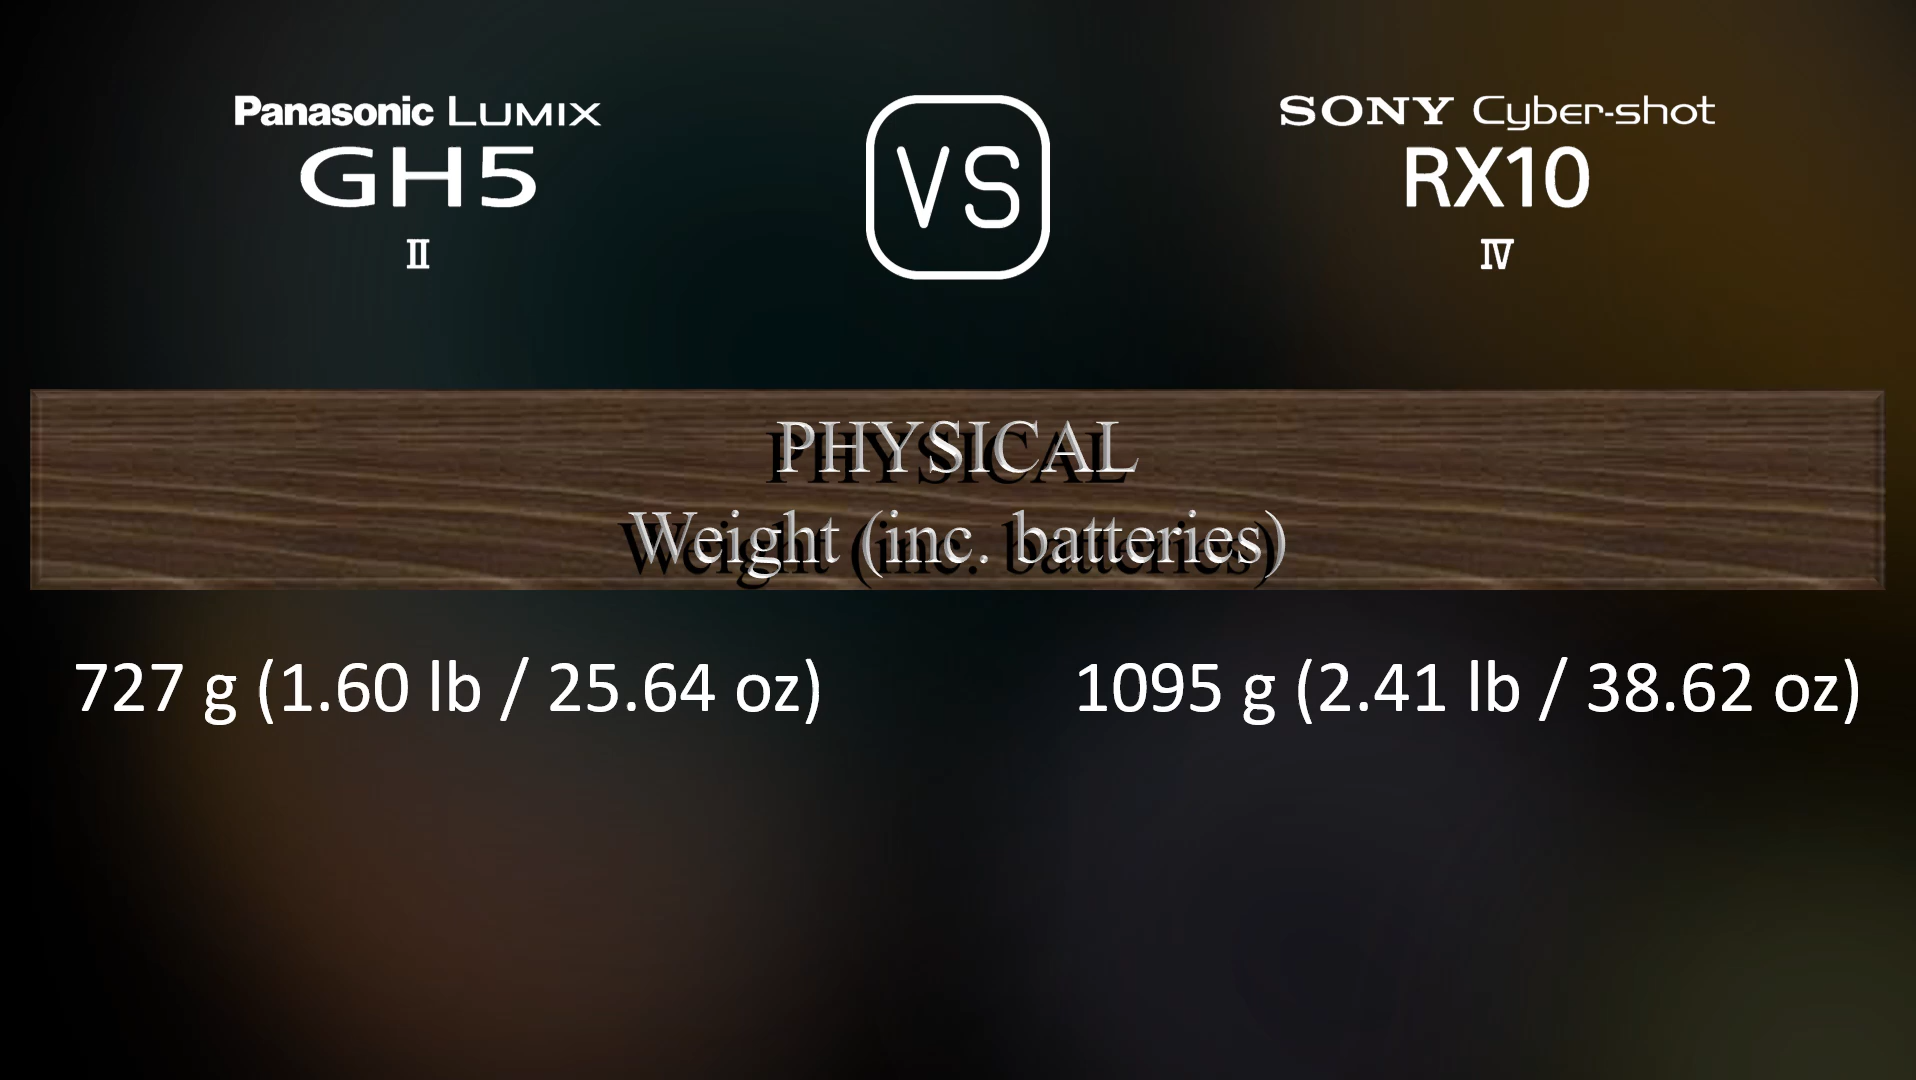 Panasonic LUMIX
GH5
II
VS
SONY Cyber-shot
RX10
IV
PHYSICAL
Weight (inc. batteries)
727 g (1.60 lb / 25.64 oz)
1095 g (2.41 lb / 38.62 oz)